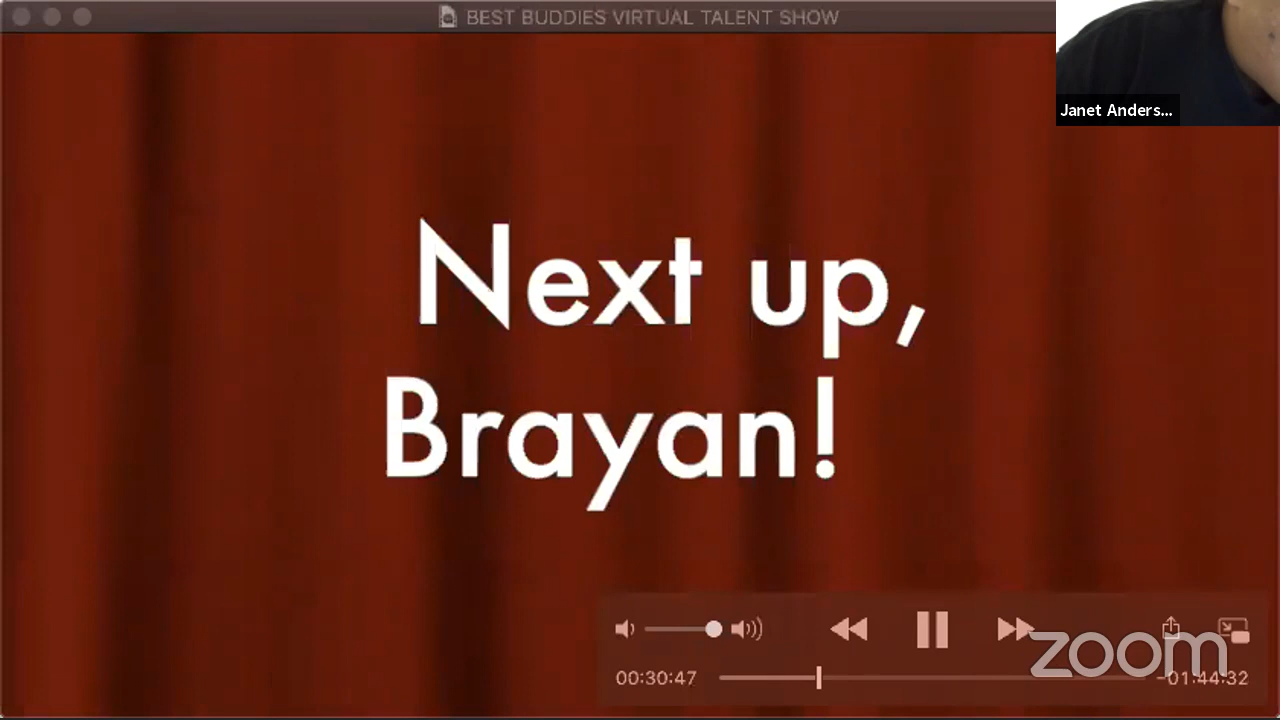 BEST BUDDIES VIRTUAL TALENT SHOW
Janet Anders...
Next up,
Brayan!
00:30:47
-01:44:32
zoom